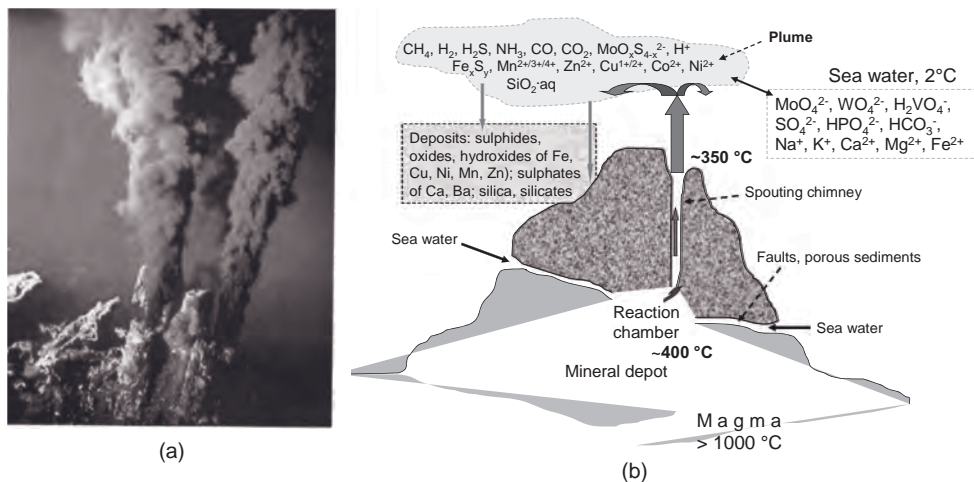 CH₄, H₂, H₂S, NH₃, CO, CO₂, MoOₓS₄₋ₓ²⁻, H⁺
FeₓSᵧ, Mn²⁺/³⁺/⁴⁺, Zn²⁺, Cu¹⁺/²⁺, Co²⁺, Ni²⁺
SiO₂·aq
Plume
Sea water, 2°C
MoO₄²⁻, WO₄²⁻, H₂VO₄⁻,
SO₄²⁻, HPO₄²⁻, HCO₃⁻,
Na⁺, K⁺, Ca²⁺, Mg²⁺, Fe²⁺
Deposits: sulphides,
oxides, hydroxides of Fe,
Cu, Ni, Mn, Zn); sulphates
of Ca, Ba; silica, silicates
~350 °C
Spouting chimney
Sea water
Faults, porous sediments
Reaction
chamber
~400 °C
Sea water
Mineral depot
Magma
> 1000 °C
(a)
(b)